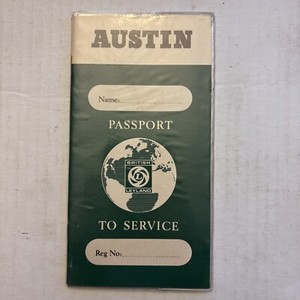 AUSTIN
Name:
PASSPORT
BRITISH
L
LEYLAND
TO SERVICE
Reg No: